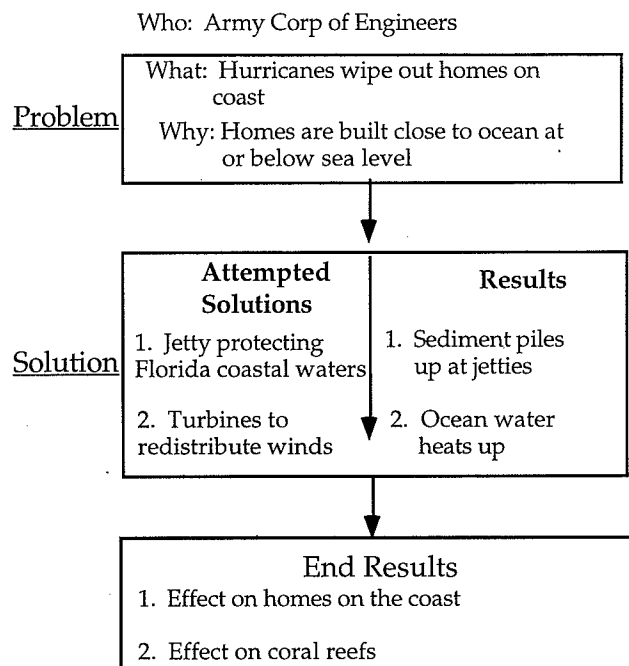 Who: Army Corp of Engineers
Problem
What: Hurricanes wipe out homes on
coast
Why: Homes are built close to ocean at
or below sea level
Solution
Attempted
Solutions
1. Jetty protecting
Florida coastal waters
2. Turbines to
redistribute winds
Results
1. Sediment piles
up at jetties
2. Ocean water
heats up
End Results
1. Effect on homes on the coast
2. Effect on coral reefs